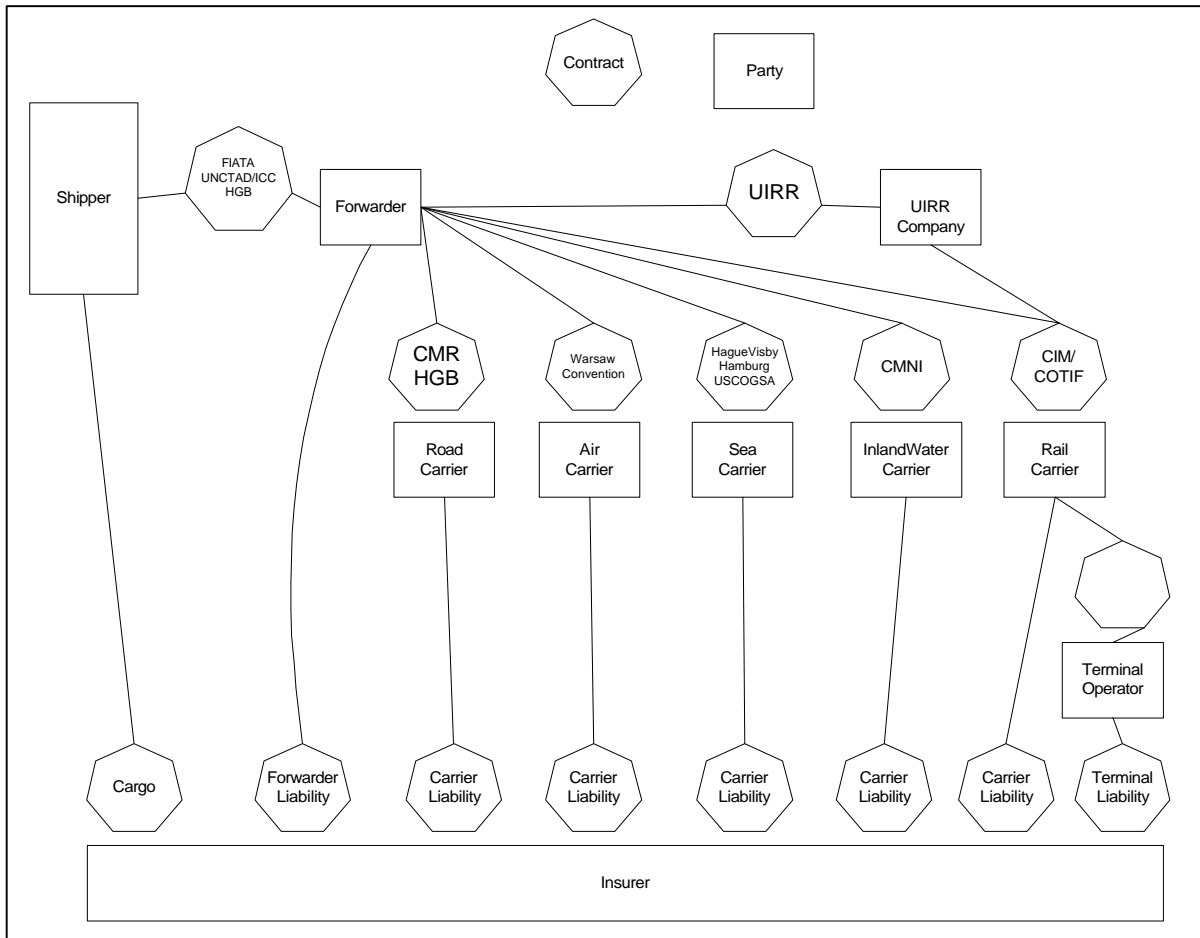 Contract
Party
Shipper
FIATA
UNCTAD/ICC
HGB
Forwarder
UIRR
UIRR
Company
CMR
HGB
Warsaw
Convention
HagueVisby
Hamburg
USCOGSA
CMNI
CIM/
COTIF
Road
Carrier
Air
Carrier
Sea
Carrier
InlandWater
Carrier
Rail
Carrier
Terminal
Operator
Cargo
Forwarder
Liability
Carrier
Liability
Carrier
Liability
Carrier
Liability
Carrier
Liability
Carrier
Liability
Terminal
Liability
Insurer